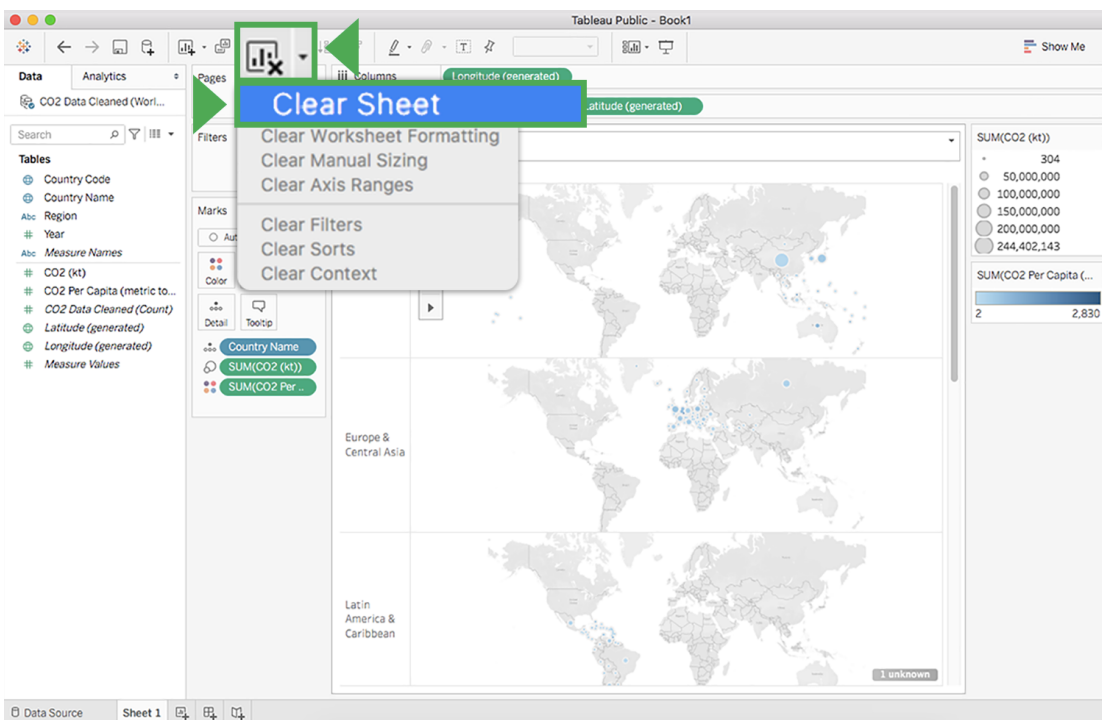 Tableau Public - Book1
Show Me
Data
Analytics
Pages
Columns
Longitude (generated)
CO2 Data Cleaned (Worl...
Clear Sheet
Latitude (generated)
Search
Filters
Clear Worksheet Formatting
Clear Manual Sizing
Clear Axis Ranges
Clear Filters
Clear Sorts
Clear Context
Tables
Country Code
Country Name
Abc Region
# Year
Abc Measure Names
# CO2 (kt)
# CO2 Per Capita (metric to...
# CO2 Data Cleaned (Count)
Latitude (generated)
Longitude (generated)
# Measure Values
Marks
Aut
Color
Detail
Tooltip
Country Name
SUM(CO2 (kt))
SUM(CO2 Per ..
Europe &
Central Asia
Latin
America &
Caribbean
1 unknown
SUM(CO2 (kt))
304
50,000,000
100,000,000
150,000,000
200,000,000
244,402,143
SUM(CO2 Per Capita (...
2
2,830
Data Source
Sheet 1